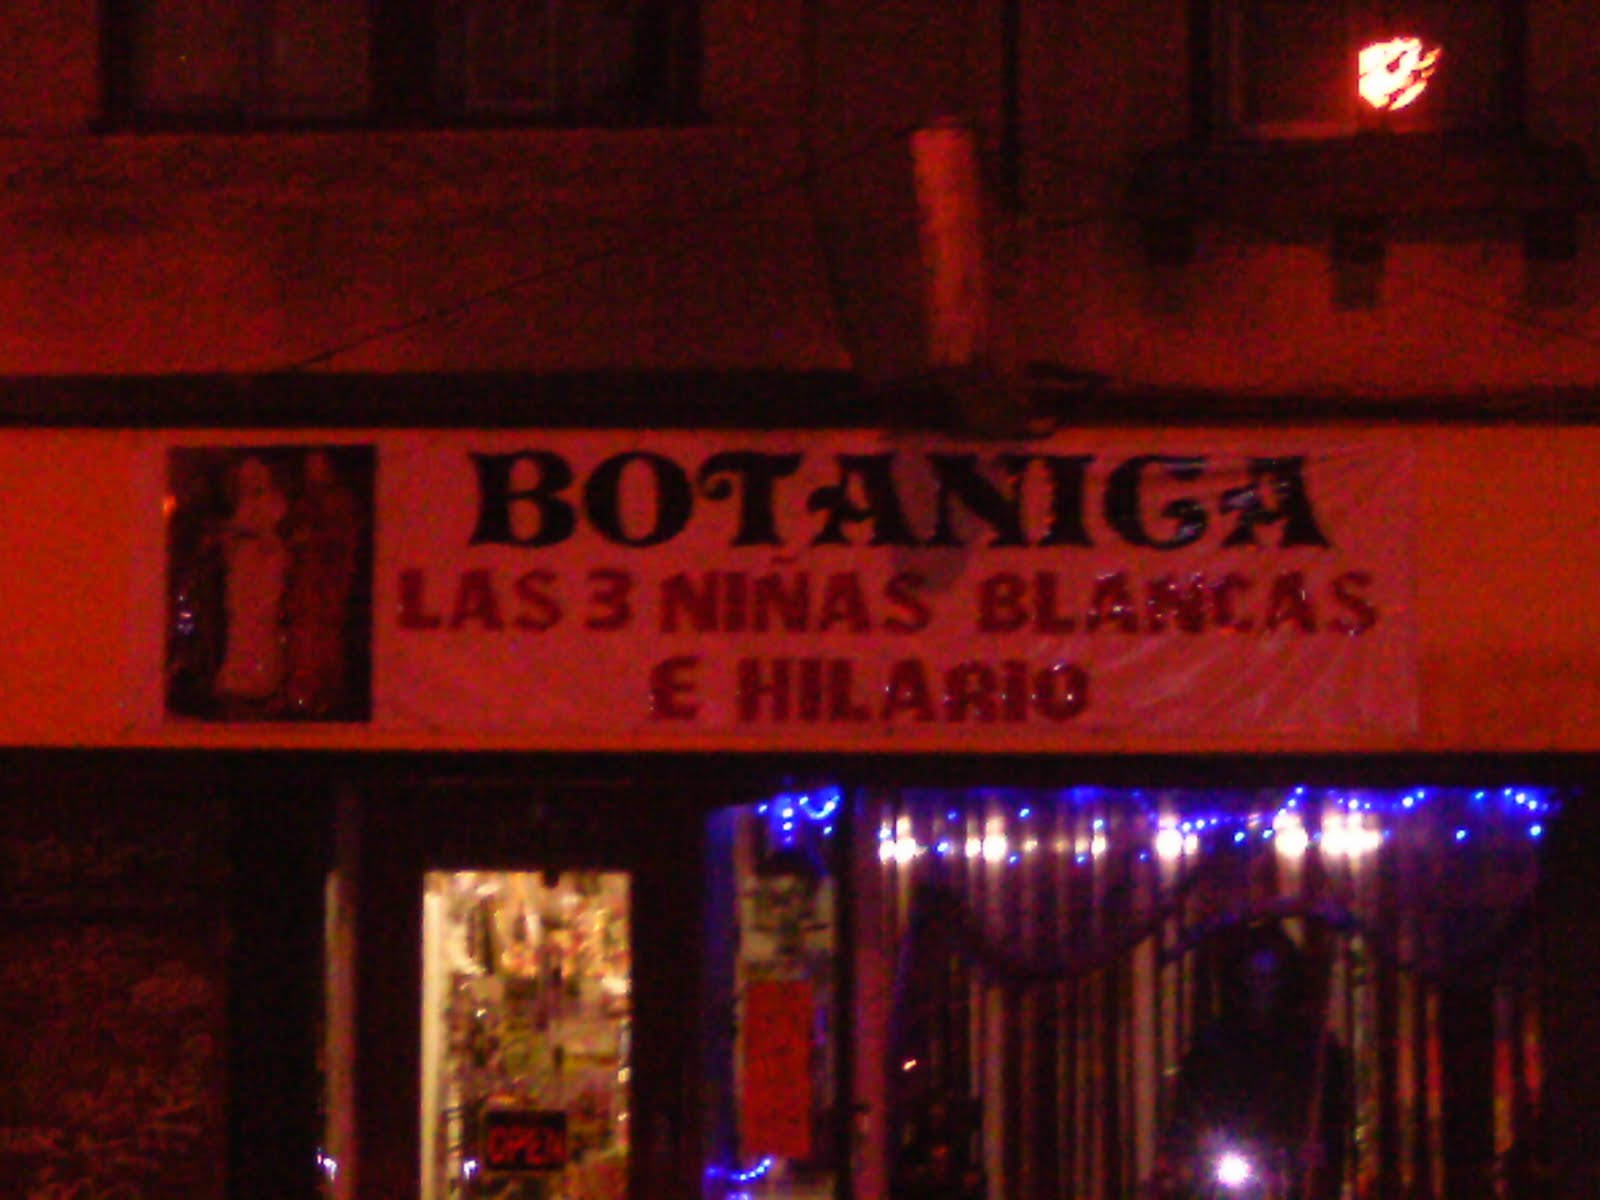 BOTANICA
LAS 3 NIÑAS BLANCAS
E HILARIO
OPEN